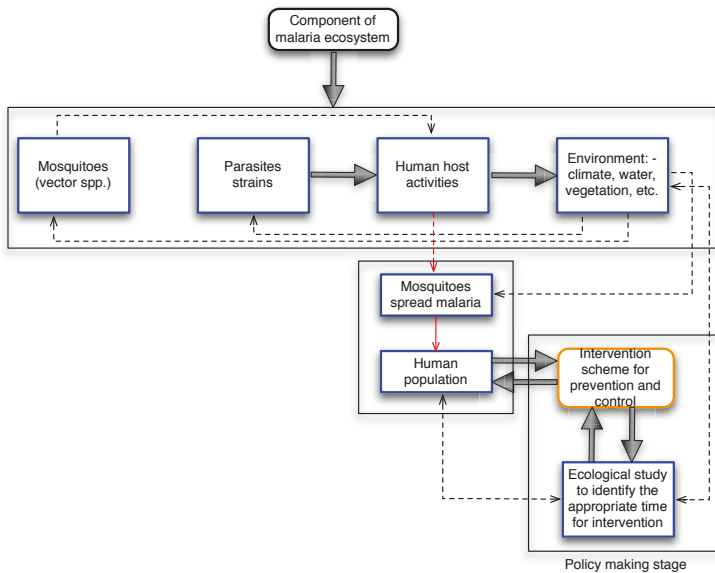 Component of
malaria ecosystem
Mosquitoes
(vector spp.)
Parasites
strains
Human host
activities
Environment: -
climate, water,
vegetation, etc.
Mosquitoes
spread malaria
Human
population
Intervention
scheme for
prevention and
control
Ecological study
to identify the
appropriate time
for intervention
Policy making stage